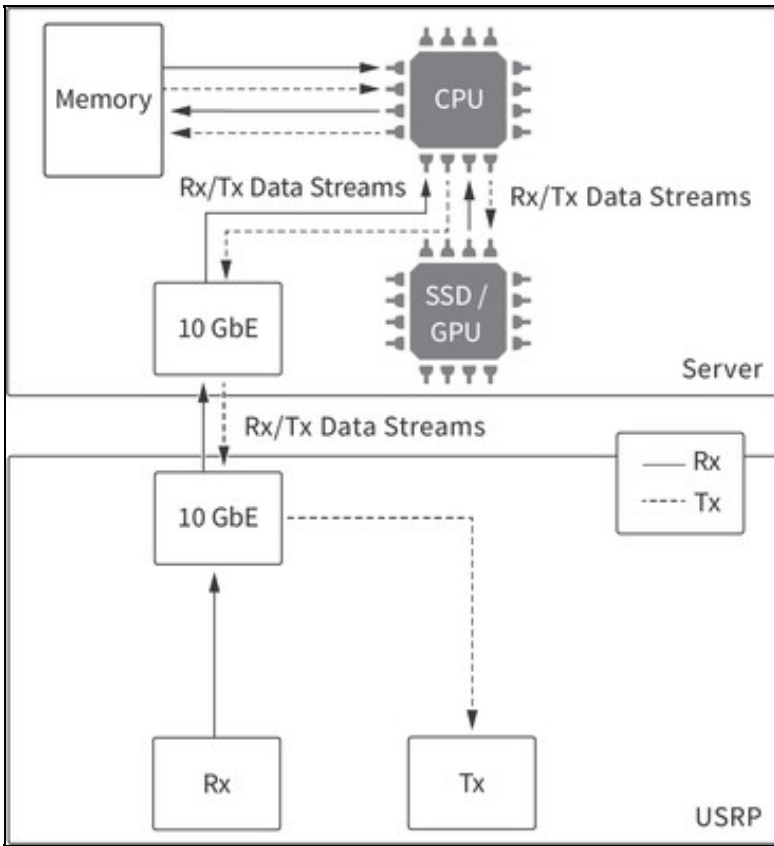 Memory
CPU
Rx/Tx Data Streams
Rx/Tx Data Streams
10 GbE
SSD /
GPU
Server
Rx/Tx Data Streams
Rx
Tx
10 GbE
Rx
Tx
USRP